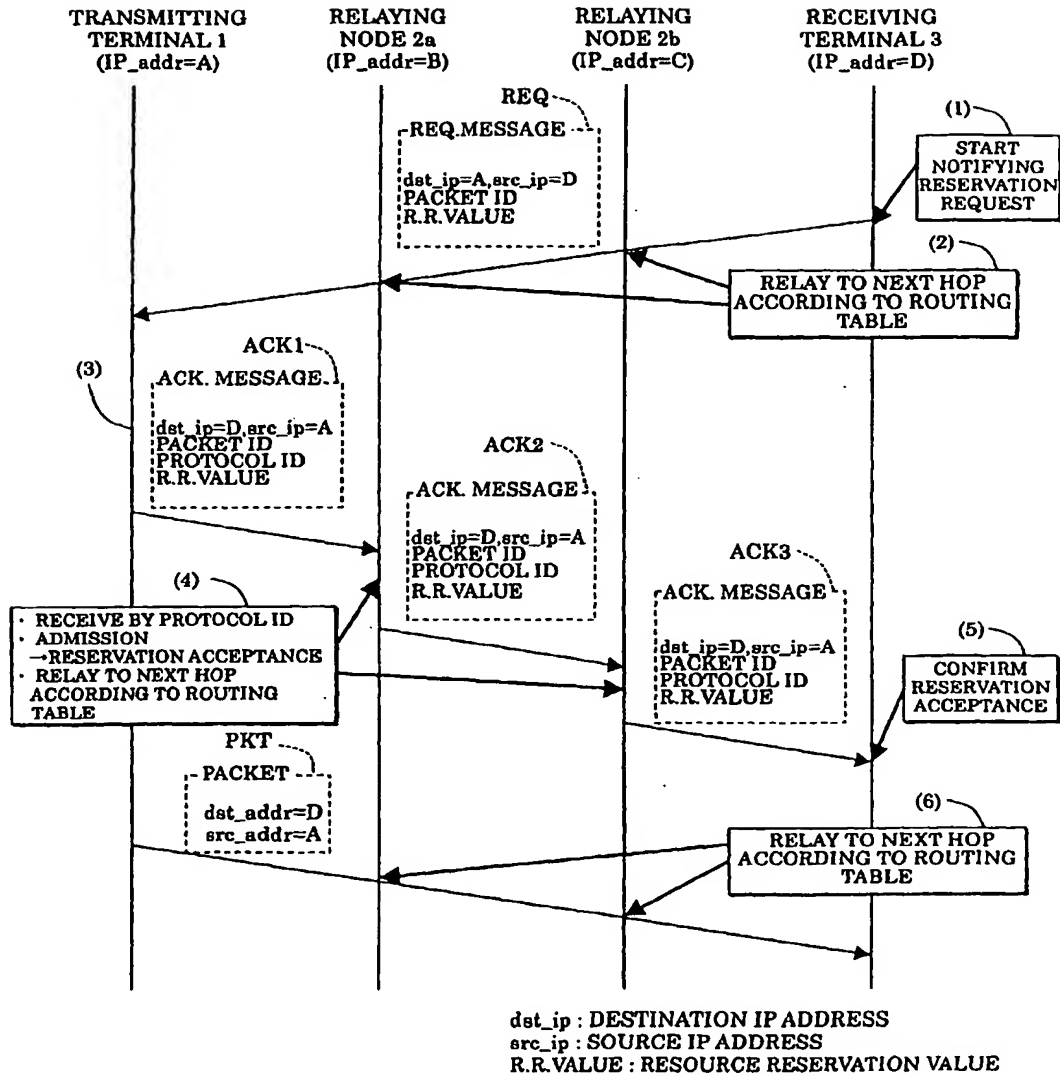 TRANSMITTING
TERMINAL 1
(IP_addr=A)
RELAYING
NODE 2a
(IP_addr=B)
RELAYING
NODE 2b
(IP_addr=C)
RECEIVING
TERMINAL 3
(IP_addr=D)
REQ
REQ.MESSAGE
dst_ip=A,src_ip=D
PACKET ID
R.R.VALUE
(1)
START
NOTIFYING
RESERVATION
REQUEST
(2)
RELAY TO NEXT HOP
ACCORDING TO ROUTING
TABLE
(3)
ACK1
ACK. MESSAGE
dst_ip=D,src_ip=A
PACKET ID
PROTOCOL ID
R.R.VALUE
ACK2
ACK. MESSAGE
dst_ip=D,src_ip=A
PACKET ID
PROTOCOL ID
R.R.VALUE
ACK3
ACK. MESSAGE
dst_ip=D,src_ip=A
PACKET ID
PROTOCOL ID
R.R.VALUE
(4)
· RECEIVE BY PROTOCOL ID
· ADMISSION
→RESERVATION ACCEPTANCE
· RELAY TO NEXT HOP
ACCORDING TO ROUTING
TABLE
(5)
CONFIRM
RESERVATION
ACCEPTANCE
PKT
PACKET
dst_addr=D
src_addr=A
(6)
RELAY TO NEXT HOP
ACCORDING TO ROUTING
TABLE
dst_ip : DESTINATION IP ADDRESS
src_ip : SOURCE IP ADDRESS
R.R.VALUE : RESOURCE RESERVATION VALUE